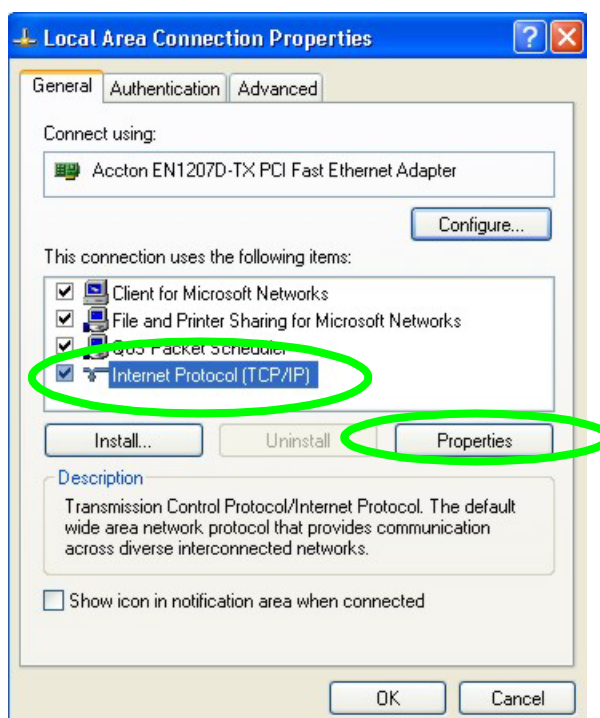 Local Area Connection Properties
General Authentication Advanced
Connect using:
Accton EN1207D-TX PCI Fast Ethernet Adapter
Configure...
This connection uses the following items:
Client for Microsoft Networks
File and Printer Sharing for Microsoft Networks
QoS Packet Scheduler
Internet Protocol (TCP/IP)
Install... Uninstall Properties
Description
Transmission Control Protocol/Internet Protocol. The default
wide area network protocol that provides communication
across diverse interconnected networks.
Show icon in notification area when connected
OK Cancel